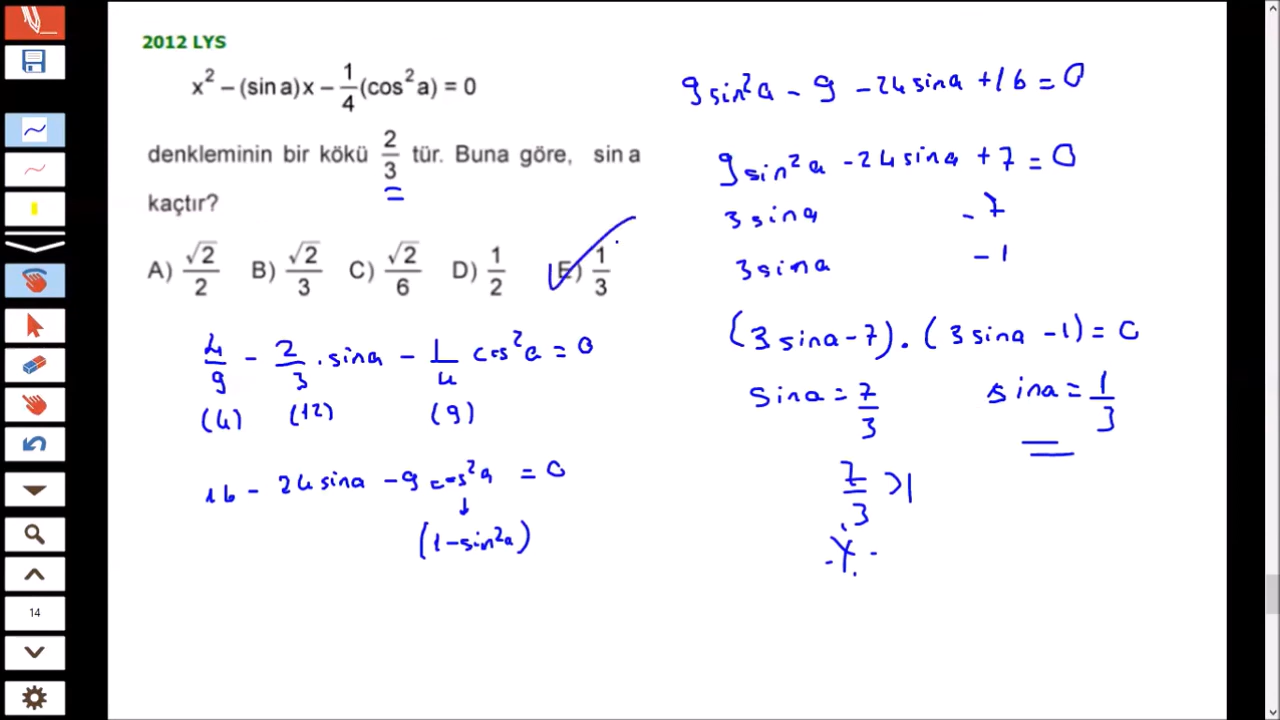 2012 LYS
x² – (sin a)x – 1/4 (cos² a) = 0
denkleminin bir kökü 2/3 tür. Buna göre, sin a
kaçtır?
A) √2/2 B) √2/3 C) √2/6 D) 1/2 E) 1/3
4/9 - 2/3 . sina - 1/4 cos²a = 0
(4) (12) (9)
16 - 24 sina - 9 cos²a = 0
↓
(1-sin²a)
9 sin²a - 9 - 24 sina + 16 = 0
9 sin²a - 24 sina + 7 = 0
3 sina - 7
3 sina - 1
(3 sina - 7) . (3 sina - 1) = 0
sina = 7/3 sina = 1/3
7/3 > 1
14